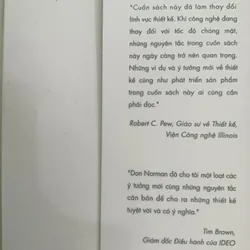 "Cuốn sách này đã làm thay đổi
lĩnh vực thiết kế. Khi công nghệ đang
thay đổi với tốc độ chóng mặt,
những nguyên tắc trong cuốn sách
này ngày càng trở nên quan trọng.
Những ví dụ và ý tưởng mới về thiết
kế cũng như phát triển sản phẩm
trong cuốn sách này ai cũng cần
phải đọc."
Robert C. Pew, Giáo sư về Thiết kế,
Viện Công nghệ Illinois
"Don Norman đã cho tôi một loạt các
ý tưởng mới cùng những nguyên tắc
căn bản để cho ra những thiết kế
tuyệt vời và có ý nghĩa."
Tim Brown,
Giám đốc Điều hành của IDEO